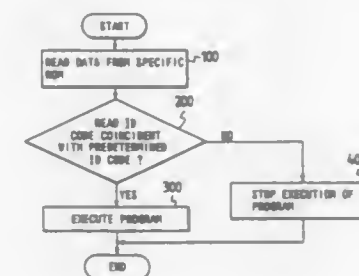 START
READ DATA FROM SPECIFIC
ROM
100
200
READ ID
CODE COINCIDENT
WITH PREDETERMINED
ID CODE ?
NO
YES
300
EXECUTE PROGRAM
STOP EXECUTION OF
PROGRAM
END